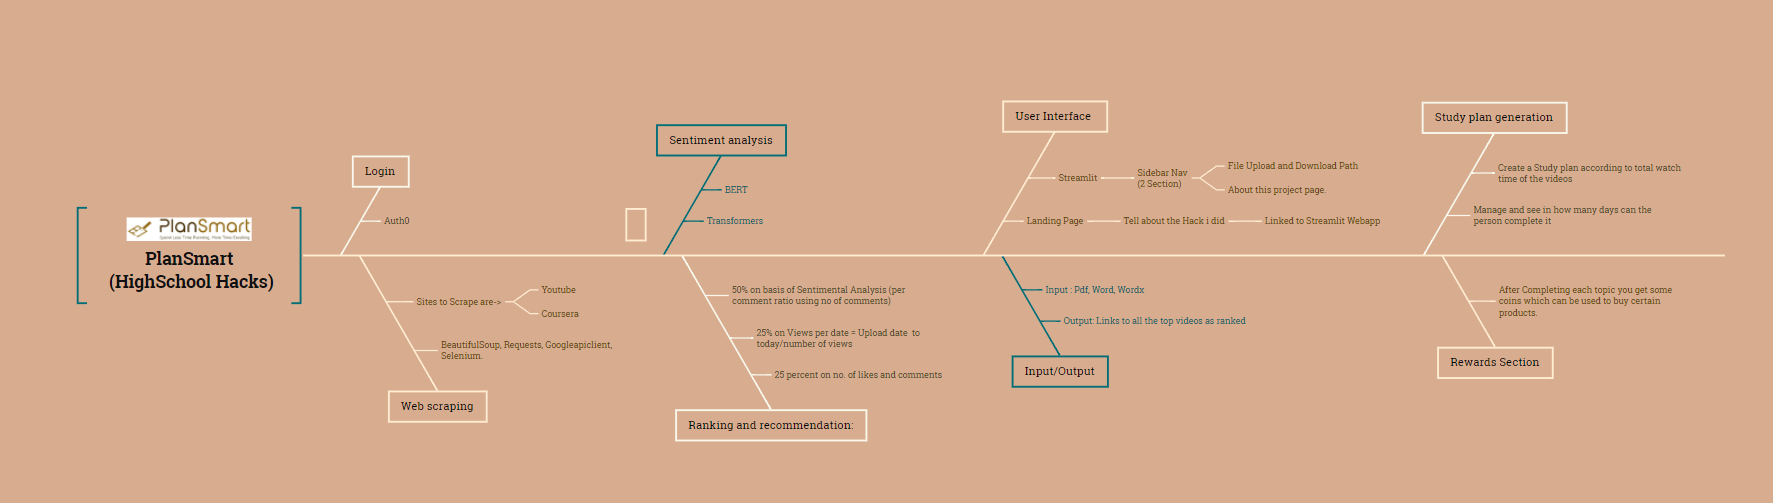 PlanSmart
Spend Less Time Planning, More Time Studying
PlanSmart
(HighSchool Hacks)
Login
Auth0
Sites to Scrape are->
Youtube
Coursera
BeautifulSoup, Requests, Googleapiclient,
Selenium.
Web scraping
Sentiment analysis
BERT
Transformers
50% on basis of Sentimental Analysis (per
comment ratio using no of comments)
25% on Views per date = Upload date to
today/number of views
25 percent on no. of likes and comments
Ranking and recommendation:
User Interface
Streamlit
Sidebar Nav
(2 Section)
File Upload and Download Path
About this project page.
Landing Page
Tell about the Hack i did
Linked to Streamlit Webapp
Input : Pdf, Word, Wordx
Output: Links to all the top videos as ranked
Input/Output
Study plan generation
Create a Study plan according to total watch
time of the videos
Manage and see in how many days can the
person complete it
After Completing each topic you get some
coins which can be used to buy certain
products.
Rewards Section